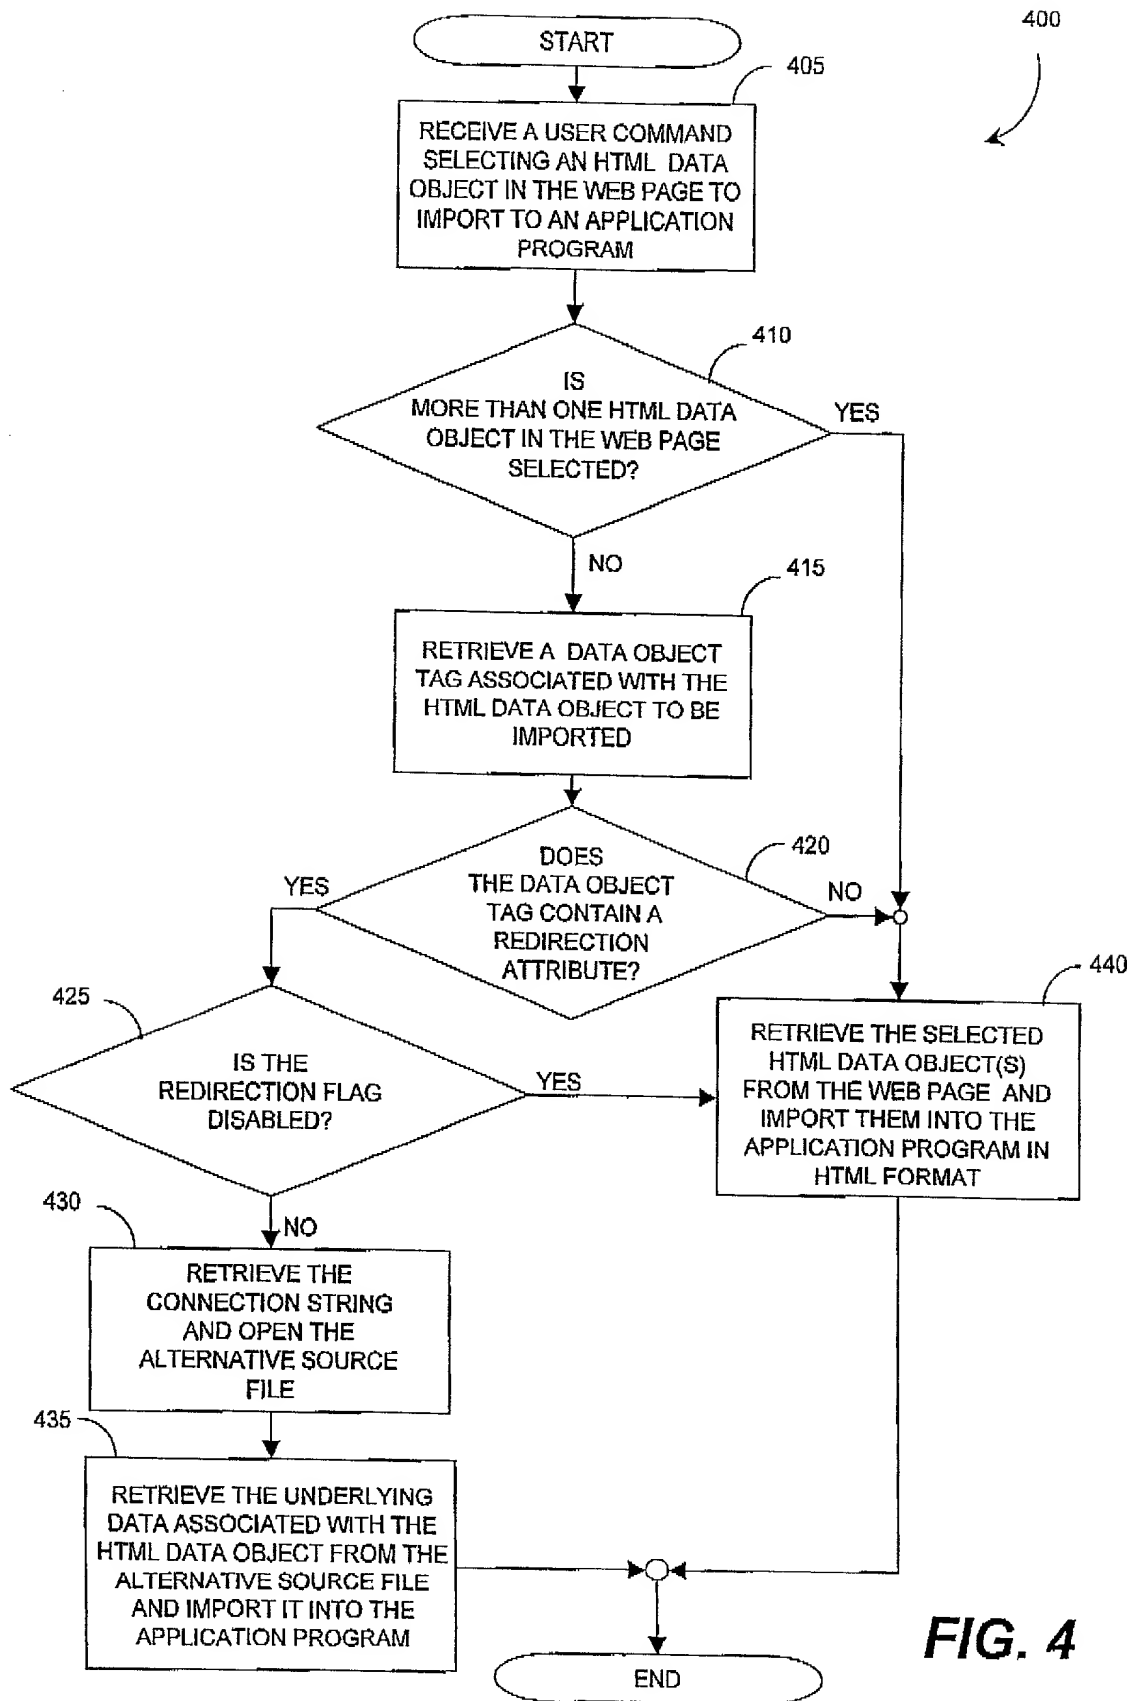 400
START
405
RECEIVE A USER COMMAND
SELECTING AN HTML DATA
OBJECT IN THE WEB PAGE TO
IMPORT TO AN APPLICATION
PROGRAM
410
IS
MORE THAN ONE HTML DATA
OBJECT IN THE WEB PAGE
SELECTED?
YES
NO
415
RETRIEVE A DATA OBJECT
TAG ASSOCIATED WITH THE
HTML DATA OBJECT TO BE
IMPORTED
420
DOES
THE DATA OBJECT
TAG CONTAIN A
REDIRECTION
ATTRIBUTE?
YES
NO
425
IS THE
REDIRECTION FLAG
DISABLED?
YES
NO
440
RETRIEVE THE SELECTED
HTML DATA OBJECT(S)
FROM THE WEB PAGE AND
IMPORT THEM INTO THE
APPLICATION PROGRAM IN
HTML FORMAT
430
RETRIEVE THE
CONNECTION STRING
AND OPEN THE
ALTERNATIVE SOURCE
FILE
435
RETRIEVE THE UNDERLYING
DATA ASSOCIATED WITH THE
HTML DATA OBJECT FROM THE
ALTERNATIVE SOURCE FILE
AND IMPORT IT INTO THE
APPLICATION PROGRAM
END
FIG. 4